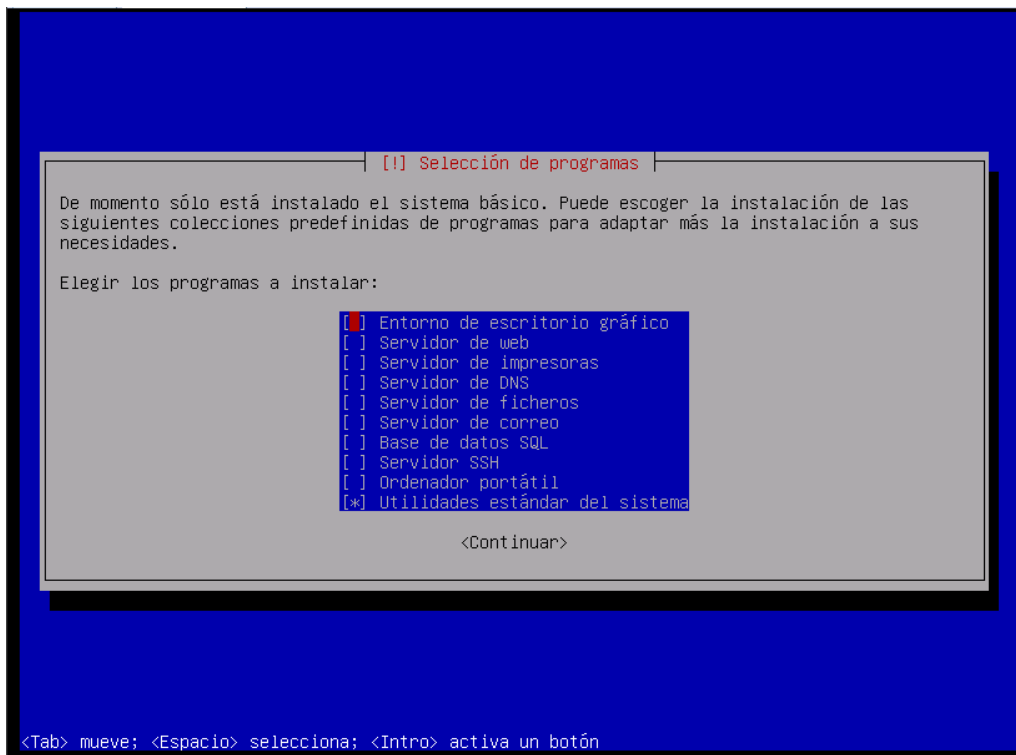 [!] Selección de programas
De momento sólo está instalado el sistema básico. Puede escoger la instalación de las
siguientes colecciones predefinidas de programas para adaptar más la instalación a sus
necesidades.
Elegir los programas a instalar:
[ ] Entorno de escritorio gráfico
[ ] Servidor de web
[ ] Servidor de impresoras
[ ] Servidor de DNS
[ ] Servidor de ficheros
[ ] Servidor de correo
[ ] Base de datos SQL
[ ] Servidor SSH
[ ] Ordenador portátil
[*] Utilidades estándar del sistema
<Continuar>
<Tab> mueve; <Espacio> selecciona; <Intro> activa un botón